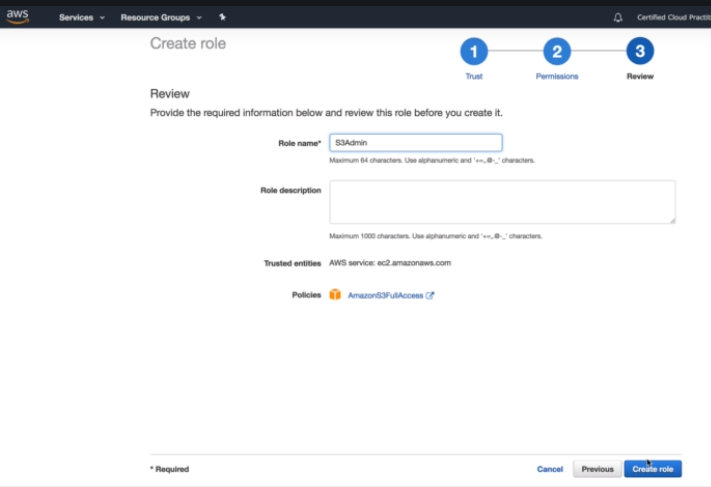 aws Services Resource Groups Certified Cloud Practit
Create role
1 2 3
Trust Permissions Review
Review
Provide the required information below and review this role before you create it.
Role name* S3Admin
Maximum 64 characters. Use alphanumeric and '+=,.@-_' characters.
Role description
Maximum 1000 characters. Use alphanumeric and '+=,.@-_' characters.
Trusted entities AWS service: ec2.amazonaws.com
Policies AmazonS3FullAccess
* Required Cancel Previous Create role